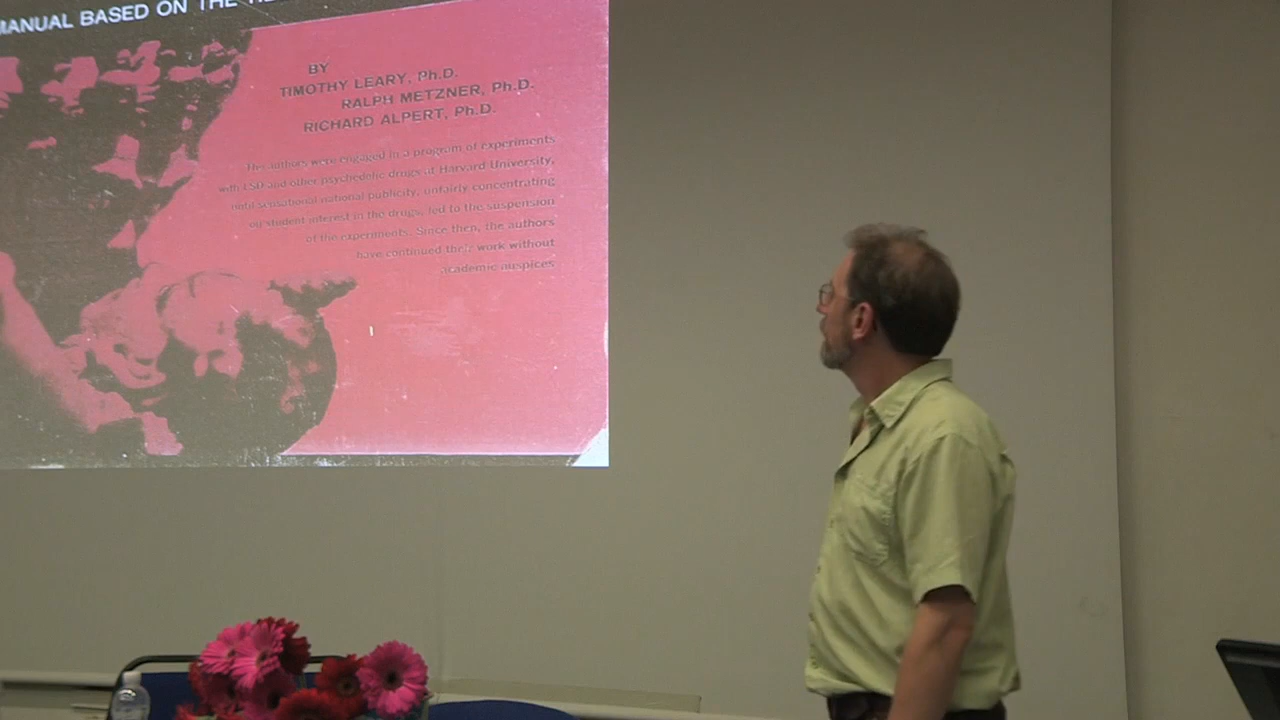 MANUAL BASED ON THE
BY
TIMOTHY LEARY, Ph.D.
RALPH METZNER, Ph.D.
RICHARD ALPERT, Ph.D.
The authors were engaged in a program of experiments
with LSD and other psychedelic drugs at Harvard University,
until sensational national publicity, unfairly concentrating
on student interest in the drugs, led to the suspension
of the experiments. Since then, the authors
have continued their work without
academic auspices